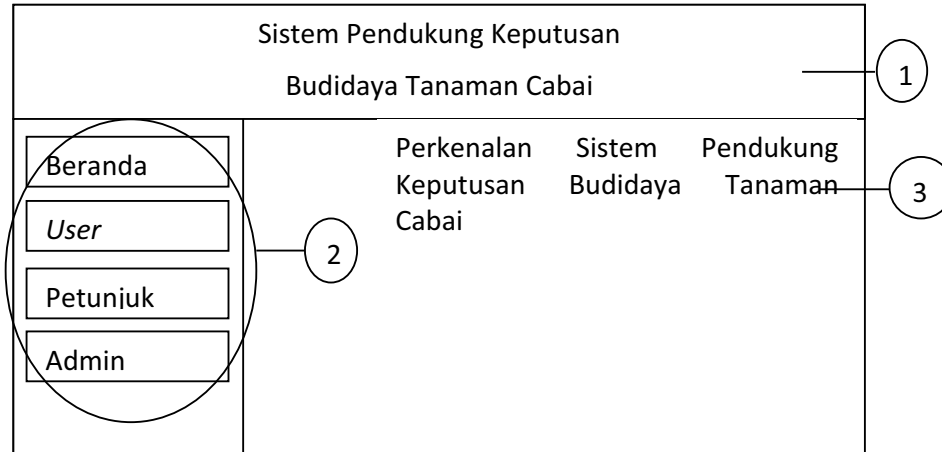 Sistem Pendukung Keputusan
Budidaya Tanaman Cabai
1
Beranda
User
Petunjuk
Admin
2
Perkenalan Sistem Pendukung
Keputusan Budidaya Tanaman
Cabai
3